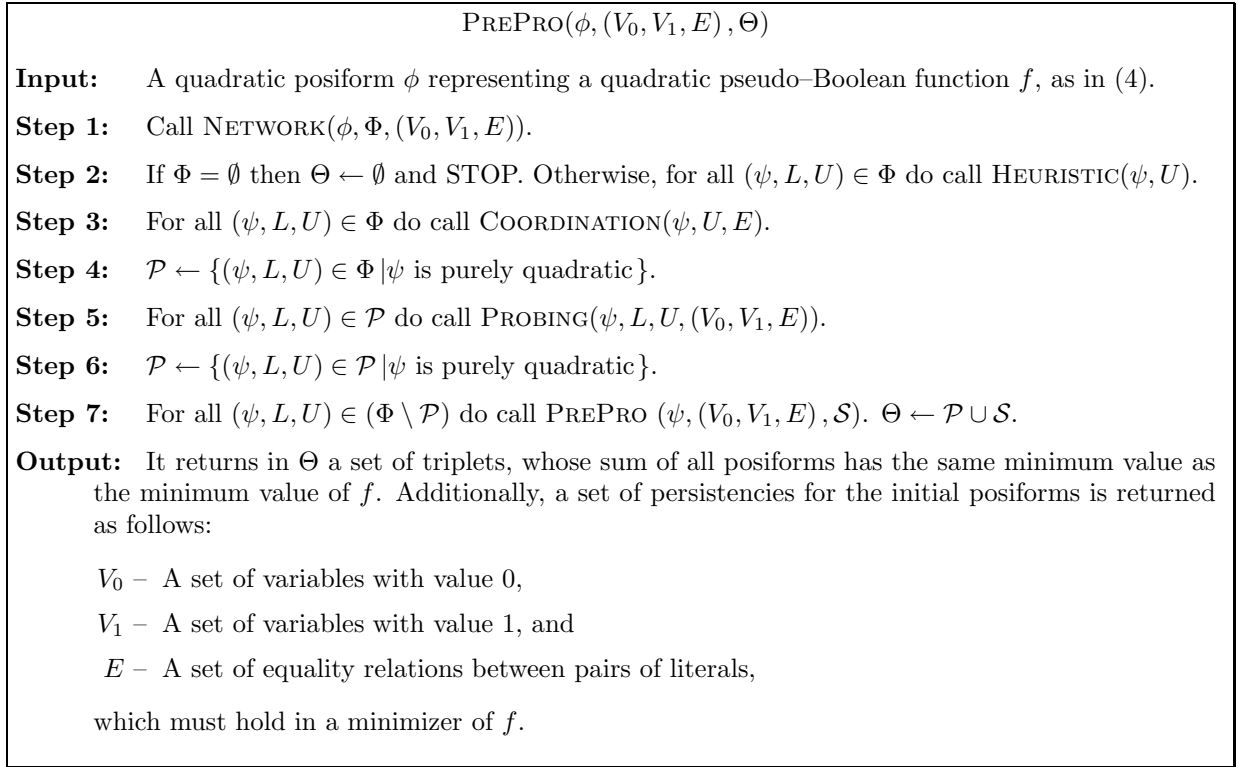 PREPRO(ϕ, (V₀, V₁, E) , Θ)
Input: A quadratic posiform ϕ representing a quadratic pseudo–Boolean function f, as in (4).
Step 1: Call NETWORK(ϕ, Φ, (V₀, V₁, E)).
Step 2: If Φ = ∅ then Θ ← ∅ and STOP. Otherwise, for all (ψ, L, U) ∈ Φ do call HEURISTIC(ψ, U).
Step 3: For all (ψ, L, U) ∈ Φ do call COORDINATION(ψ, U, E).
Step 4: 𝒫 ← {(ψ, L, U) ∈ Φ |ψ is purely quadratic}.
Step 5: For all (ψ, L, U) ∈ 𝒫 do call PROBING(ψ, L, U, (V₀, V₁, E)).
Step 6: 𝒫 ← {(ψ, L, U) ∈ 𝒫 |ψ is purely quadratic}.
Step 7: For all (ψ, L, U) ∈ (Φ \ 𝒫) do call PREPRO (ψ, (V₀, V₁, E) , 𝒮). Θ ← 𝒫 ∪ 𝒮.
Output: It returns in Θ a set of triplets, whose sum of all posiforms has the same minimum value as
the minimum value of f. Additionally, a set of persistencies for the initial posiforms is returned
as follows:
V₀ – A set of variables with value 0,
V₁ – A set of variables with value 1, and
E – A set of equality relations between pairs of literals,
which must hold in a minimizer of f.